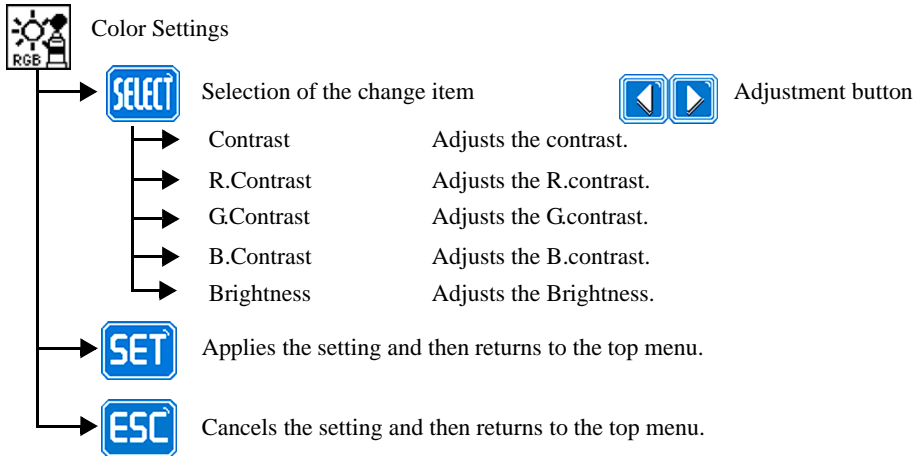 RGB Color Settings
SELECT Selection of the change item Adjustment button
Contrast Adjusts the contrast.
R.Contrast Adjusts the R.contrast.
G.Contrast Adjusts the G.contrast.
B.Contrast Adjusts the B.contrast.
Brightness Adjusts the Brightness.
SET Applies the setting and then returns to the top menu.
ESC Cancels the setting and then returns to the top menu.